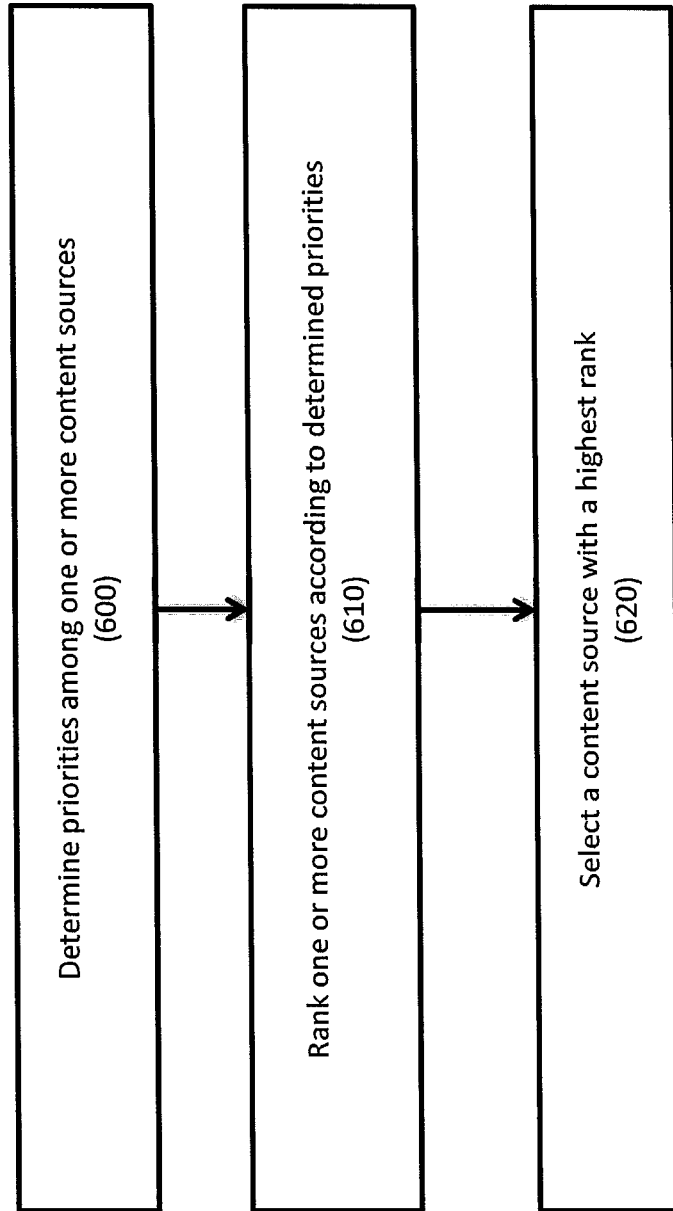 Determine priorities among one or more content sources
(600)
Rank one or more content sources according to determined priorities
(610)
Select a content source with a highest rank
(620)